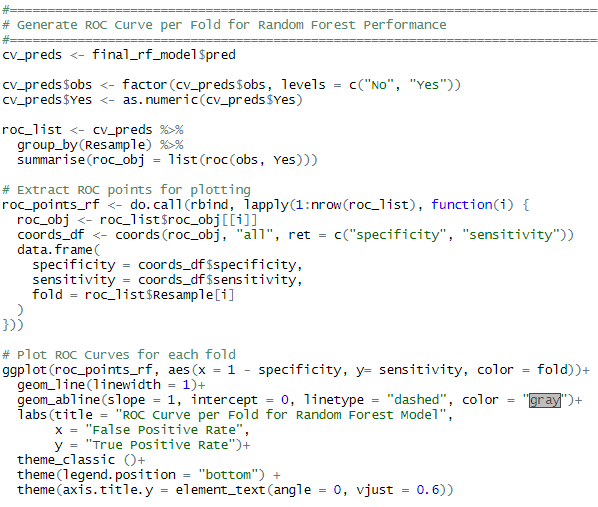 #==============================================================================
# Generate ROC Curve per Fold for Random Forest Performance
#==============================================================================
cv_preds <- final_rf_model$pred
cv_preds$obs <- factor(cv_preds$obs, levels = c("No", "Yes"))
cv_preds$Yes <- as.numeric(cv_preds$Yes)
roc_list <- cv_preds %>%
  group_by(Resample) %>%
  summarise(roc_obj = list(roc(obs, Yes)))
# Extract ROC points for plotting
roc_points_rf <- do.call(rbind, lapply(1:nrow(roc_list), function(i) {
  roc_obj <- roc_list$roc_obj[[i]]
  coords_df <- coords(roc_obj, "all", ret = c("specificity", "sensitivity"))
  data.frame(
    specificity = coords_df$specificity,
    sensitivity = coords_df$sensitivity,
    fold = roc_list$Resample[i]
  )
}))
# Plot ROC Curves for each fold
ggplot(roc_points_rf, aes(x = 1 - specificity, y= sensitivity, color = fold))+
  geom_line(linewidth = 1)+
  geom_abline(slope = 1, intercept = 0, linetype = "dashed", color = "gray")+
  labs(title = "ROC Curve per Fold for Random Forest Model",
       x = "False Positive Rate",
       y = "True Positive Rate")+
  theme_classic ()+
  theme(legend.position = "bottom") +
  theme(axis.title.y = element_text(angle = 0, vjust = 0.6))